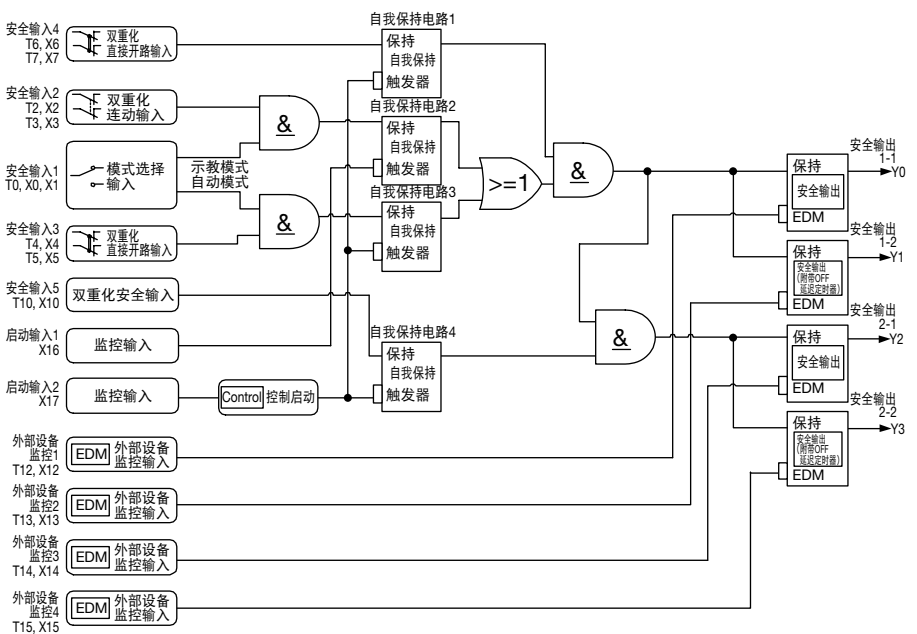 安全输入4
T6, X6
T7, X7
双重化
直接开路输入
安全输入2
T2, X2
T3, X3
双重化
连动输入
安全输入1
T0, X0, X1
模式选择
输入
示教模式
自动模式
安全输入3
T4, X4
T5, X5
双重化
直接开路输入
安全输入5
T10, X10
双重化安全输入
启动输入1
X16
监控输入
启动输入2
X17
监控输入
Control 控制启动
外部设备
监控1
T12, X12
EDM 外部设备
监控输入
外部设备
监控2
T13, X13
EDM 外部设备
监控输入
外部设备
监控3
T14, X14
EDM 外部设备
监控输入
外部设备
监控4
T15, X15
EDM 外部设备
监控输入
&
&
自我保持电路1
保持
自我保持
触发器
自我保持电路2
保持
自我保持
触发器
自我保持电路3
保持
自我保持
触发器
自我保持电路4
保持
自我保持
触发器
>=1
&
&
安全输出
1-1
Y0
保持
安全输出
EDM
安全输出
1-2
Y1
保持
安全输出
(附带OFF
延迟定时器)
EDM
安全输出
2-1
Y2
保持
安全输出
EDM
安全输出
2-2
Y3
保持
安全输出
(附带OFF
延迟定时器)
EDM